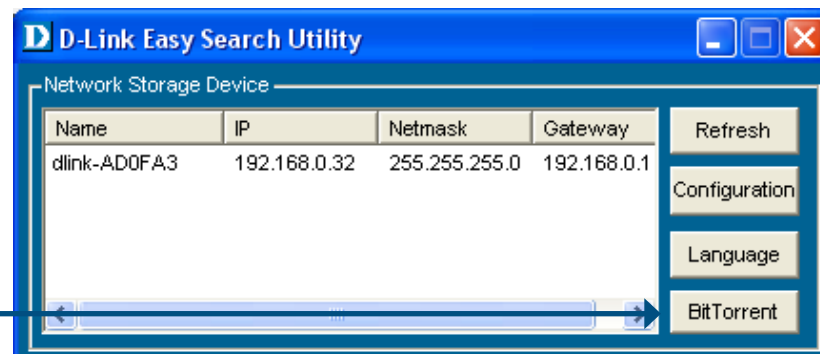 D-Link Easy Search Utility
Network Storage Device
Name IP Netmask Gateway
dlink-AD0FA3 192.168.0.32 255.255.255.0 192.168.0.1
Refresh
Configuration
Language
BitTorrent